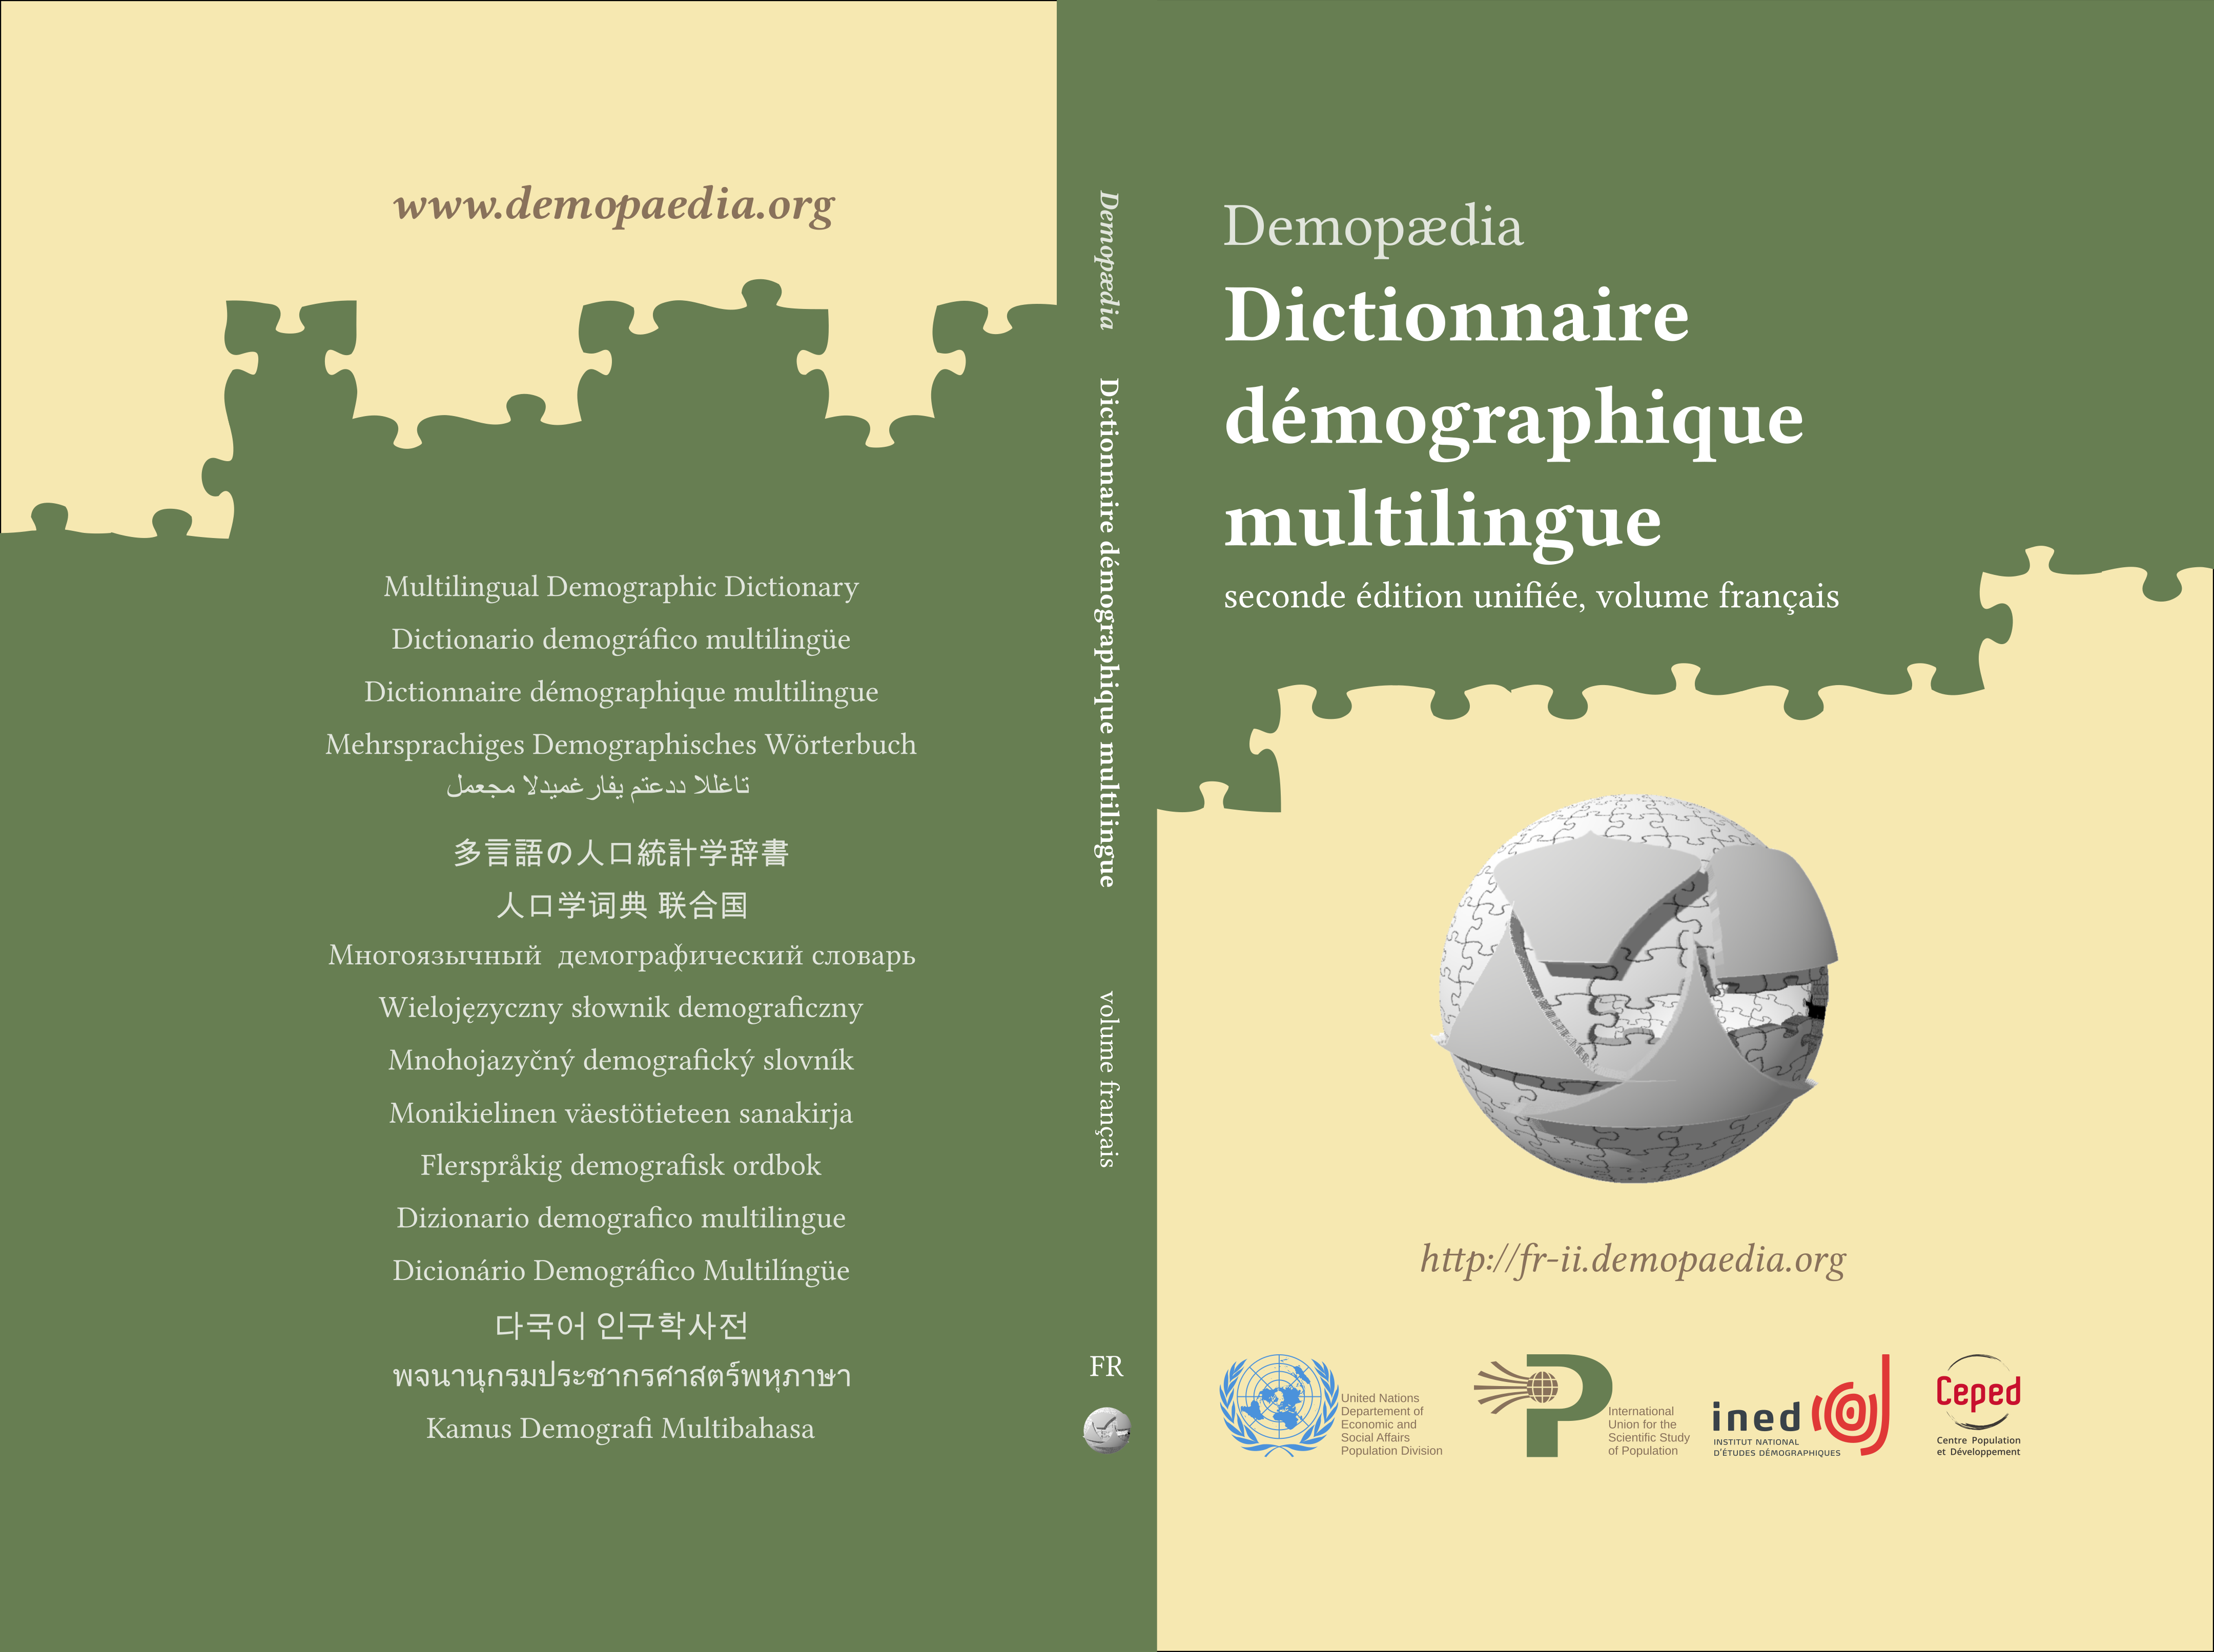 www.demopaedia.org
Multilingual Demographic Dictionary
Dictionario demográfico multilingüe
Dictionnaire démographique multilingue
Mehrsprachiges Demographisches Wörterbuch
تاغللا ددعتم يفارغميدلا مجعمل
多言語の人口統計学辞書
人口学词典 联合国
Многоязычный демографический словарь
Wielojęzyczny słownik demograficzny
Mnohojazyčný demografický slovník
Monikielinen väestötieteen sanakirja
Flerspråkig demografisk ordbok
Dizionario demografico multilingue
Dicionário Demográfico Multilíngüe
다국어 인구학사전
พจนานุกรมประชากรศาสตร์พหุภาษา
Kamus Demografi Multibahasa
Demopædia Dictionnaire démographique multilingue volume français
FR
Demopædia
Dictionnaire
démographique
multilingue
seconde édition unifiée, volume français
http://fr-ii.demopaedia.org
United Nations
Departement of
Economic and
Social Affairs
Population Division
International
Union for the
Scientific Study
of Population
ined
INSTITUT NATIONAL
D'ÉTUDES DÉMOGRAPHIQUES
Ceped
Centre Population
et Développement